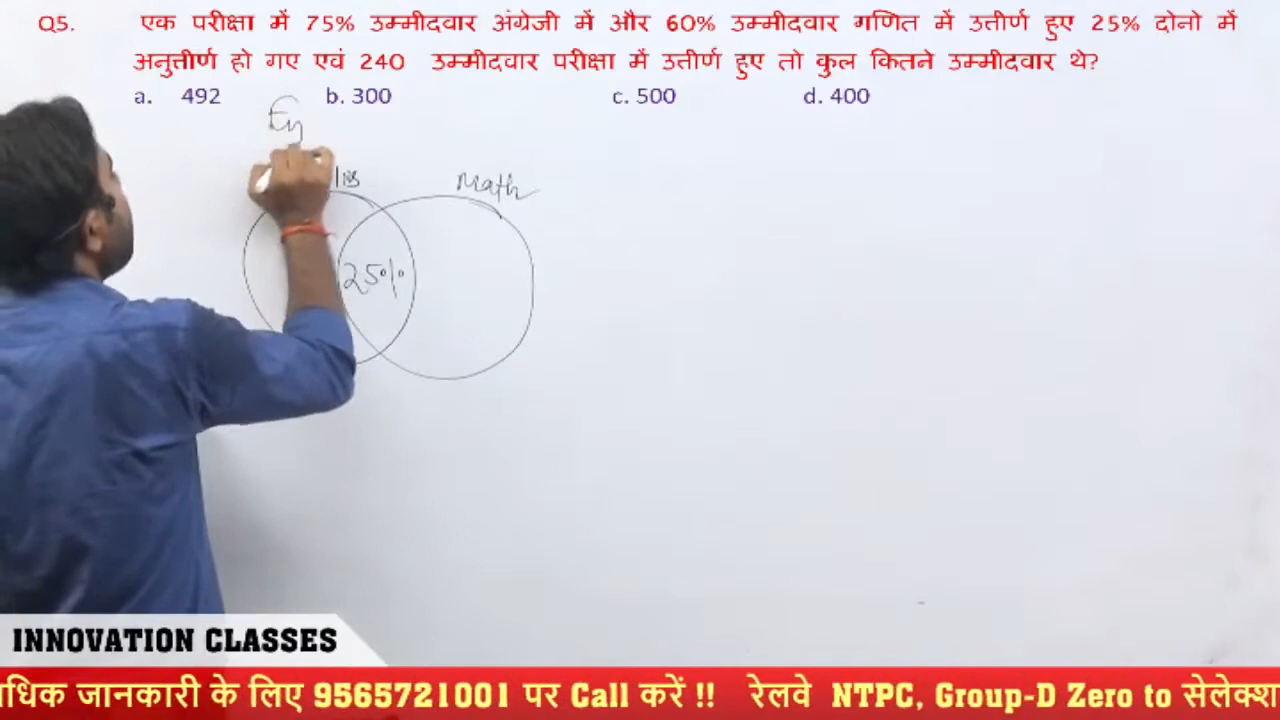 Q5. एक परीक्षा में 75% उम्मीदवार अंग्रेजी में और 60% उम्मीदवार गणित में उत्तीर्ण हुए 25% दोनो में
अनुत्तीर्ण हो गए एवं 240 उम्मीदवार परीक्षा में उत्तीर्ण हुए तो कुल कितने उम्मीदवार थे?
a. 492 b. 300 c. 500 d. 400
Math
25%
INNOVATION CLASSES
धिक जानकारी के लिए 9565721001 पर Call करें !! रेलवे NTPC, Group-D Zero to सेलेक्श